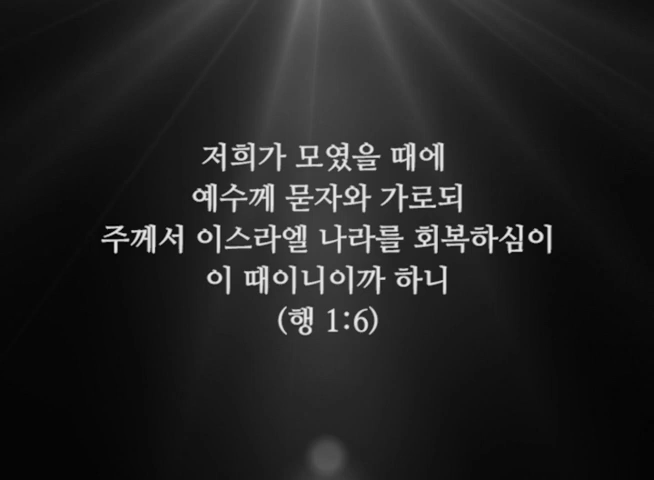 저희가 모였을 때에
예수께 묻자와 가로되
주께서 이스라엘 나라를 회복하심이
이 때이니이까 하니
(행 1:6)